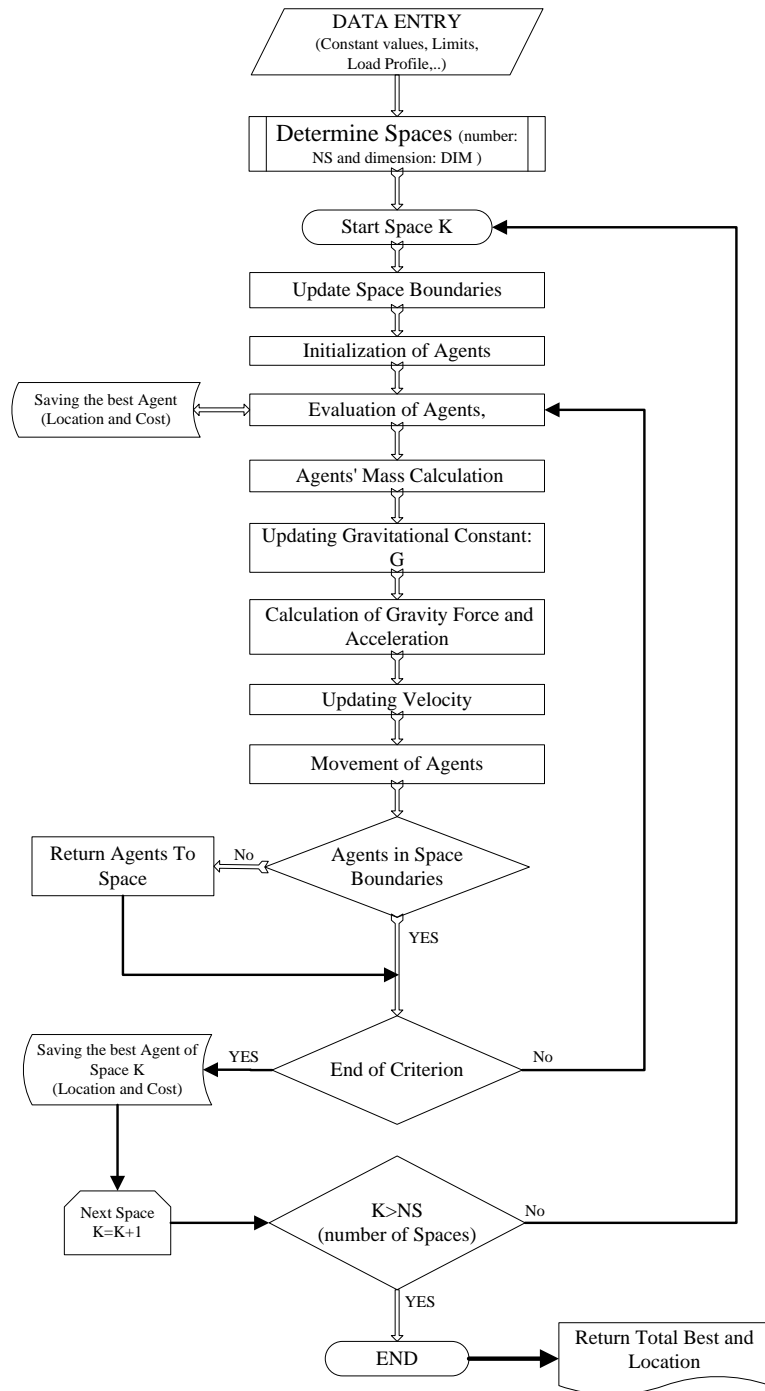 DATA ENTRY
(Constant values, Limits,
Load Profile,..)
Determine Spaces (number:
NS and dimension: DIM )
Start Space K
Update Space Boundaries
Initialization of Agents
Saving the best Agent
(Location and Cost)
Evaluation of Agents,
Agents' Mass Calculation
Updating Gravitational Constant:
G
Calculation of Gravity Force and
Acceleration
Updating Velocity
Movement of Agents
Return Agents To
Space
No
Agents in Space
Boundaries
YES
Saving the best Agent of
Space K
(Location and Cost)
YES
End of Criterion
No
Next Space
K=K+1
K>NS
(number of Spaces)
No
YES
END
Return Total Best and
Location